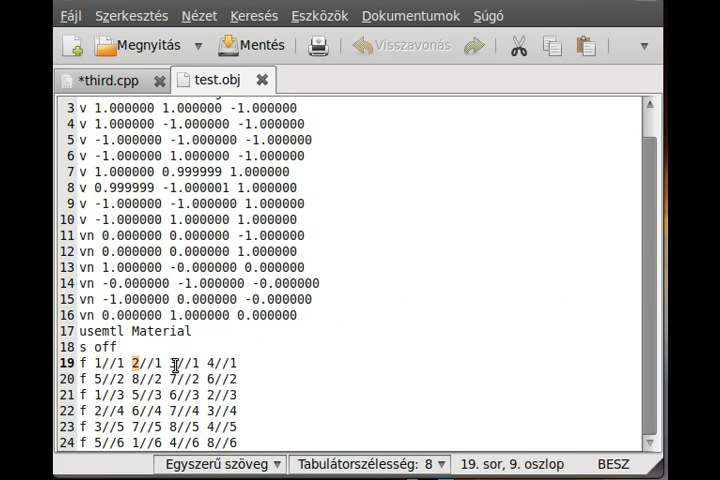 Fájl Szerkesztés Nézet Keresés Eszközök Dokumentumok Súgó
Megnyitás Mentés Visszavonás
*third.cpp test.obj
3 v 1.000000 1.000000 -1.000000
4 v 1.000000 -1.000000 -1.000000
5 v -1.000000 -1.000000 -1.000000
6 v -1.000000 1.000000 -1.000000
7 v 1.000000 0.999999 1.000000
8 v 0.999999 -1.000001 1.000000
9 v -1.000000 -1.000000 1.000000
10 v -1.000000 1.000000 1.000000
11 vn 0.000000 0.000000 -1.000000
12 vn 0.000000 0.000000 1.000000
13 vn 1.000000 -0.000000 0.000000
14 vn -0.000000 -1.000000 -0.000000
15 vn -1.000000 0.000000 -0.000000
16 vn 0.000000 1.000000 0.000000
17 usemtl Material
18 s off
19 f 1//1 2//1 3//1 4//1
20 f 5//2 8//2 7//2 6//2
21 f 1//3 5//3 6//3 2//3
22 f 2//4 6//4 7//4 3//4
23 f 3//5 7//5 8//5 4//5
24 f 5//6 1//6 4//6 8//6
Egyszerű szöveg Tabulátorszélesség: 8 19. sor, 9. oszlop BESZ